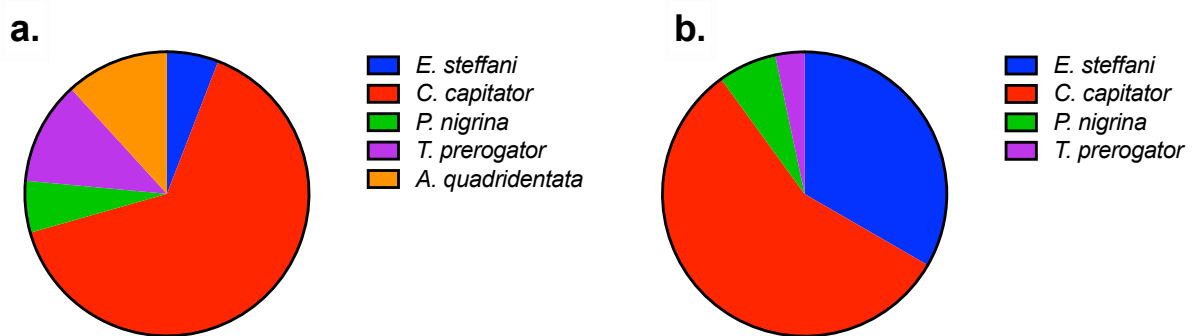 a.
E. steffani
C. capitator
P. nigrina
T. prerogator
A. quadridentata
b.
E. steffani
C. capitator
P. nigrina
T. prerogator